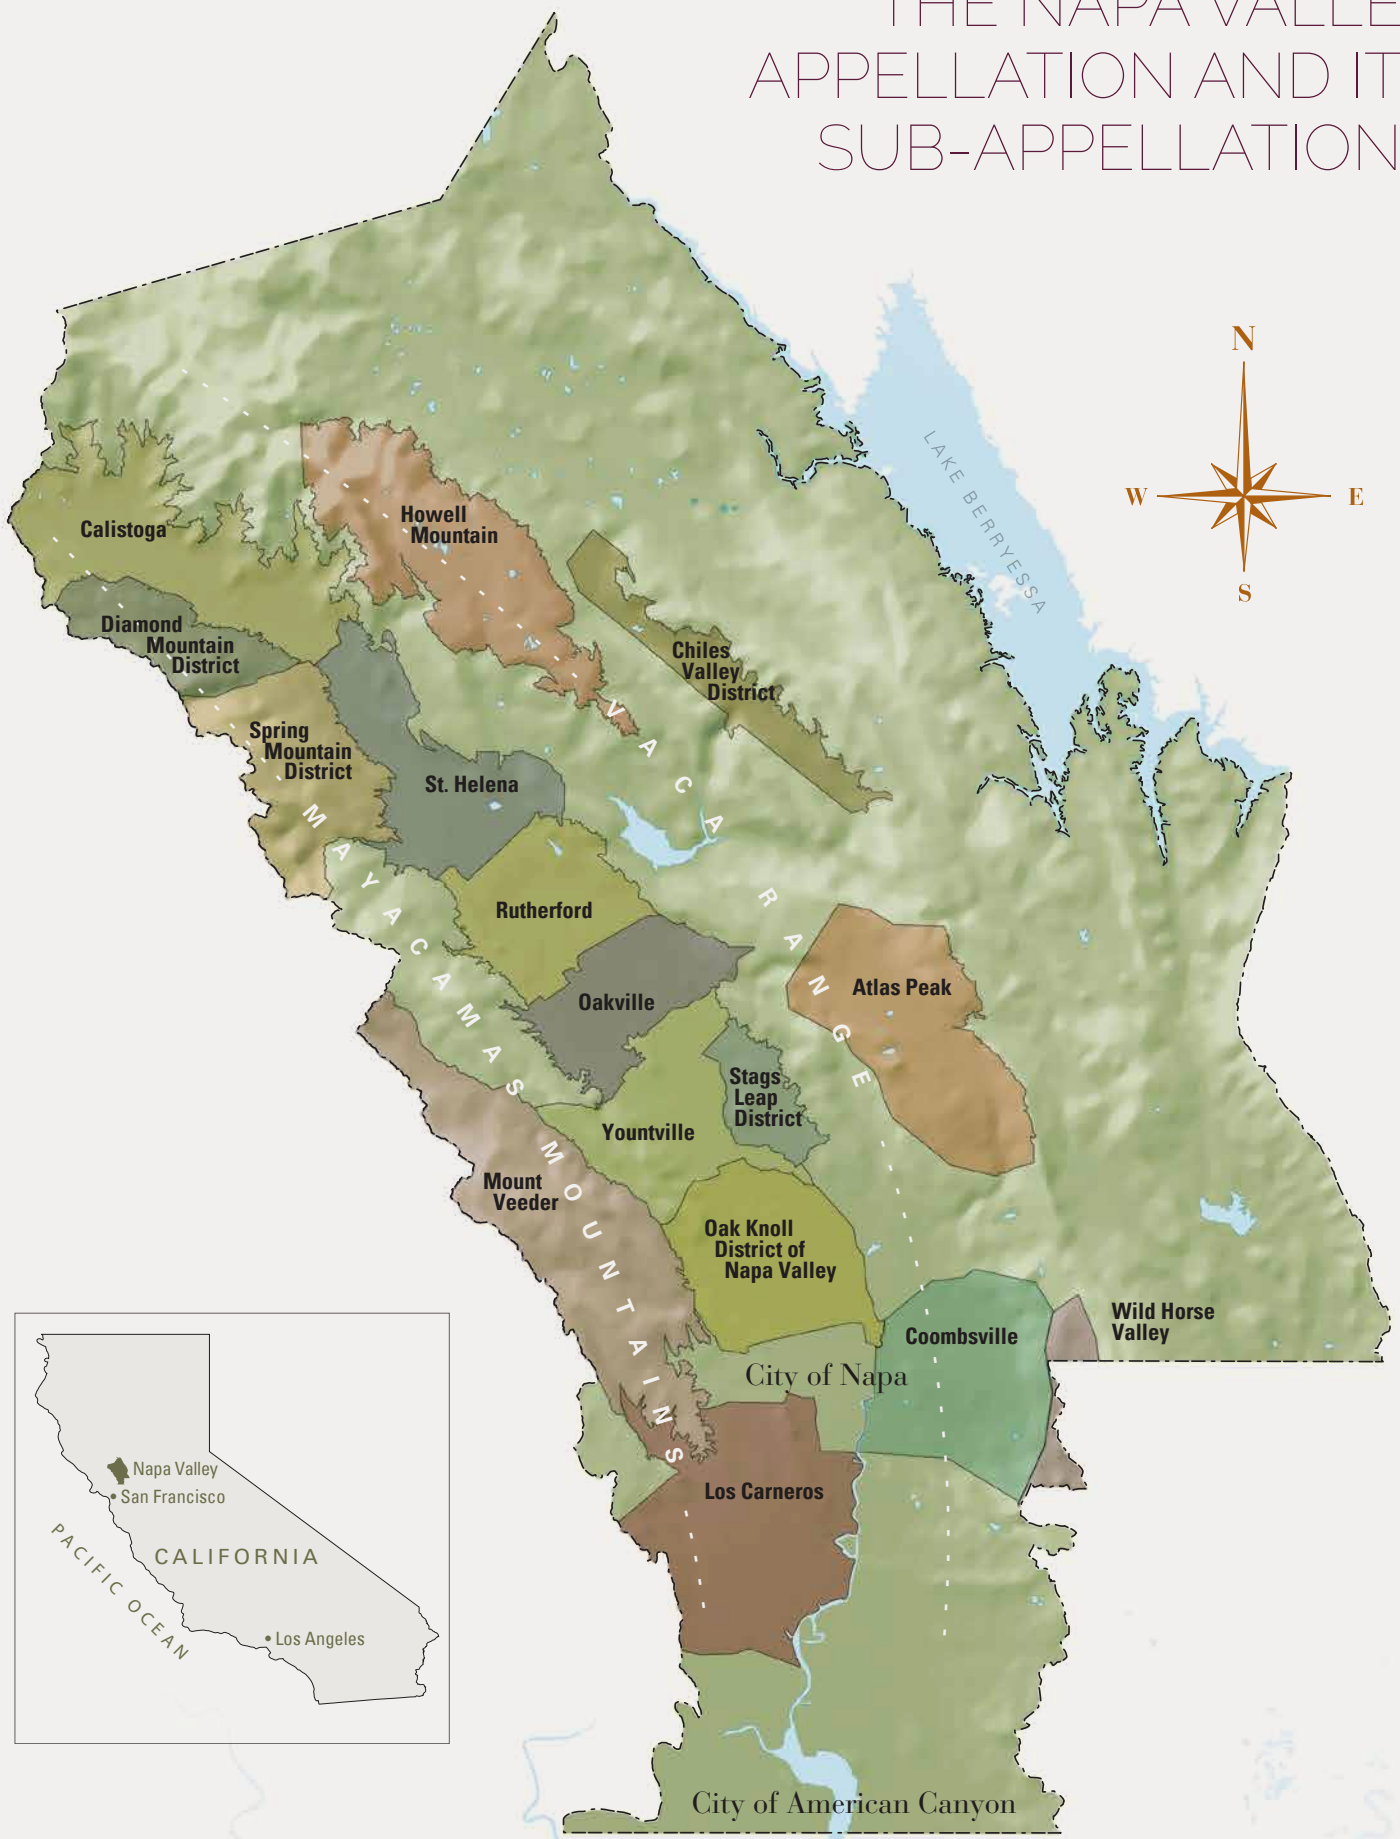 THE NAPA VALLE
APPELLATION AND IT
SUB-APPELLATION
N
W
E
S
LAKE BERRYESSA
Calistoga
Howell
Mountain
Diamond
Mountain
District
Chiles
Valley
District
Spring
Mountain
District
St. Helena
VACA RANGE
MAYACAMAS MOUNTAINS
Rutherford
Oakville
Atlas Peak
Stags
Leap
District
Yountville
Mount
Veeder
Oak Knoll
District of
Napa Valley
Coombsville
Wild Horse
Valley
City of Napa
Los Carneros
City of American Canyon
Napa Valley
San Francisco
CALIFORNIA
PACIFIC OCEAN
Los Angeles